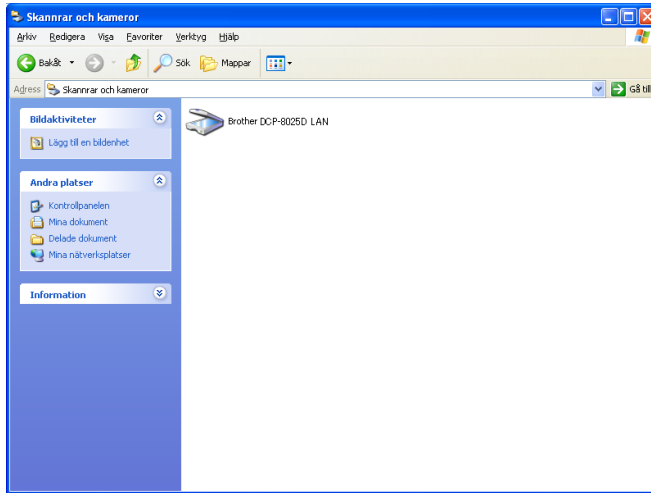 Skannrar och kameror
Arkiv Redigera Visa Favoriter Verktyg Hjälp
Bakåt Sök Mappar
Adress Skannrar och kameror Gå till
Bildaktiviteter
Brother DCP-8025D LAN
Lägg till en bildenhet
Andra platser
Kontrollpanelen
Mina dokument
Delade dokument
Mina nätverksplatser
Information